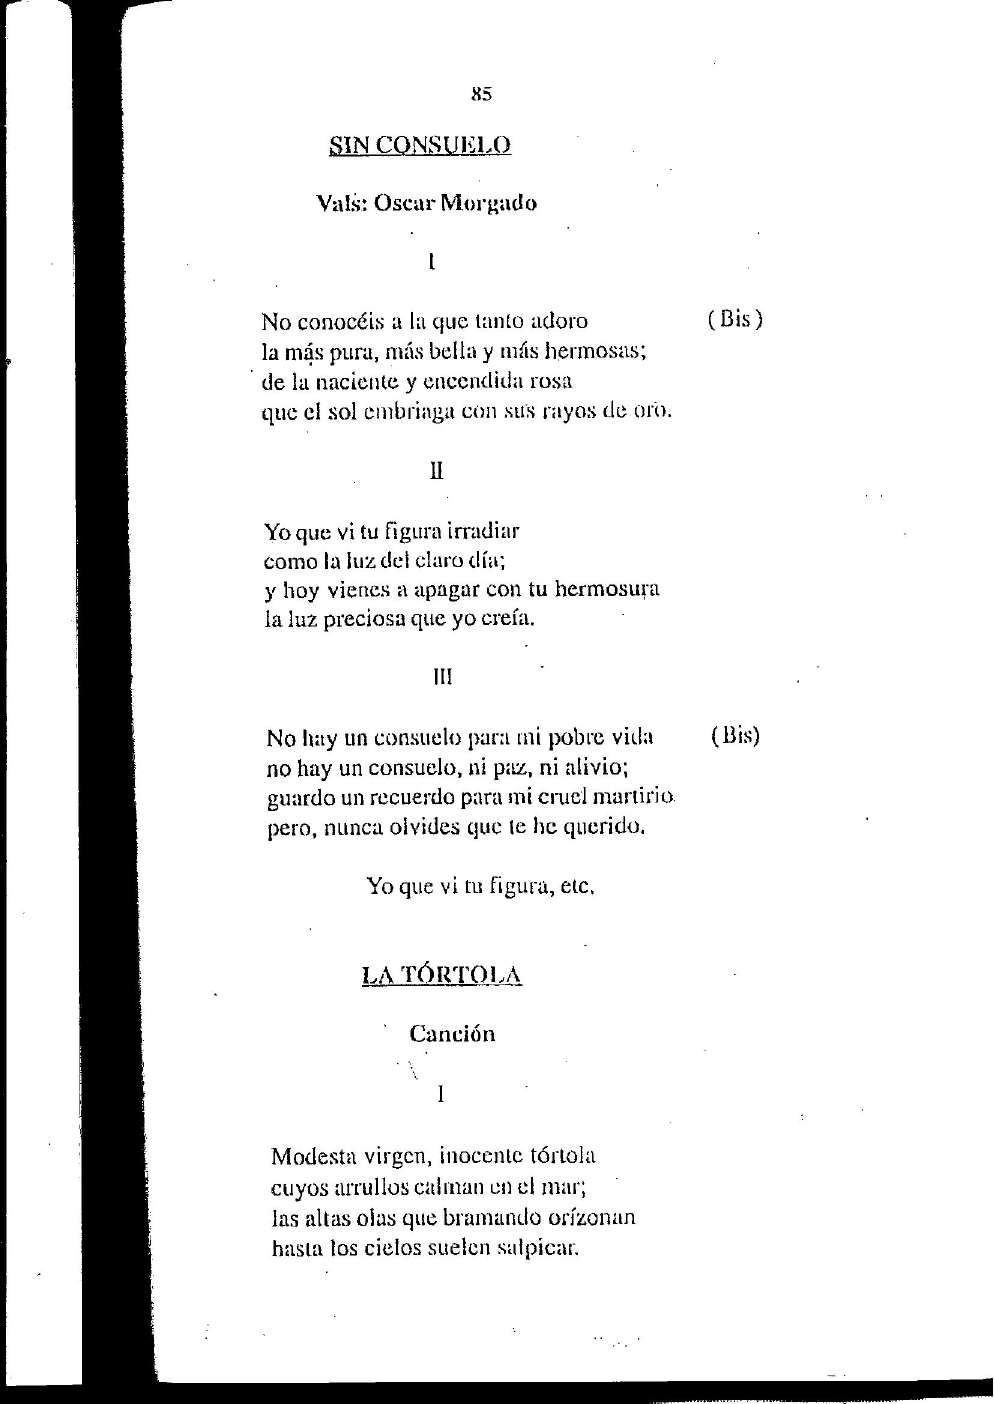 85
SIN CONSUELO
Vals: Oscar Morgado
I
No conocéis a la que tanto adoro (Bis)
la más pura, más bella y más hermosas;
de la naciente y encendida rosa
que el sol embriaga con sus rayos de oro.
II
Yo que vi tu figura irradiar
como la luz del claro día;
y hoy vienes a apagar con tu hermosura
la luz preciosa que yo creía.
III
No hay un consuelo para mi pobre vida (Bis)
no hay un consuelo, ni paz, ni alivio;
guardo un recuerdo para mi cruel martirio
pero, nunca olvides que te he querido.
Yo que vi tu figura, etc.
LA TÓRTOLA
Canción
I
Modesta virgen, inocente tórtola
cuyos arrullos calman en el mar;
las altas olas que bramando orízonan
hasta los cielos suelen salpicar.